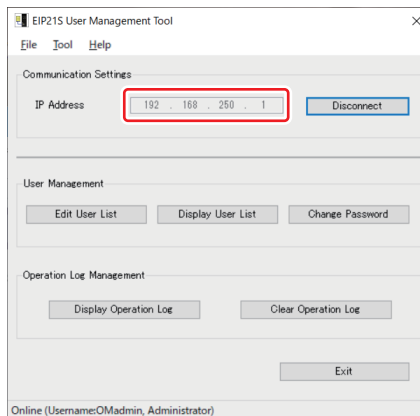 EIP21S User Management Tool
File Tool Help
Communication Settings
IP Address 192 . 168 . 250 . 1 Disconnect
User Management
Edit User List Display User List Change Password
Operation Log Management
Display Operation Log Clear Operation Log
Exit
Online (Username:OMadmin, Administrator)